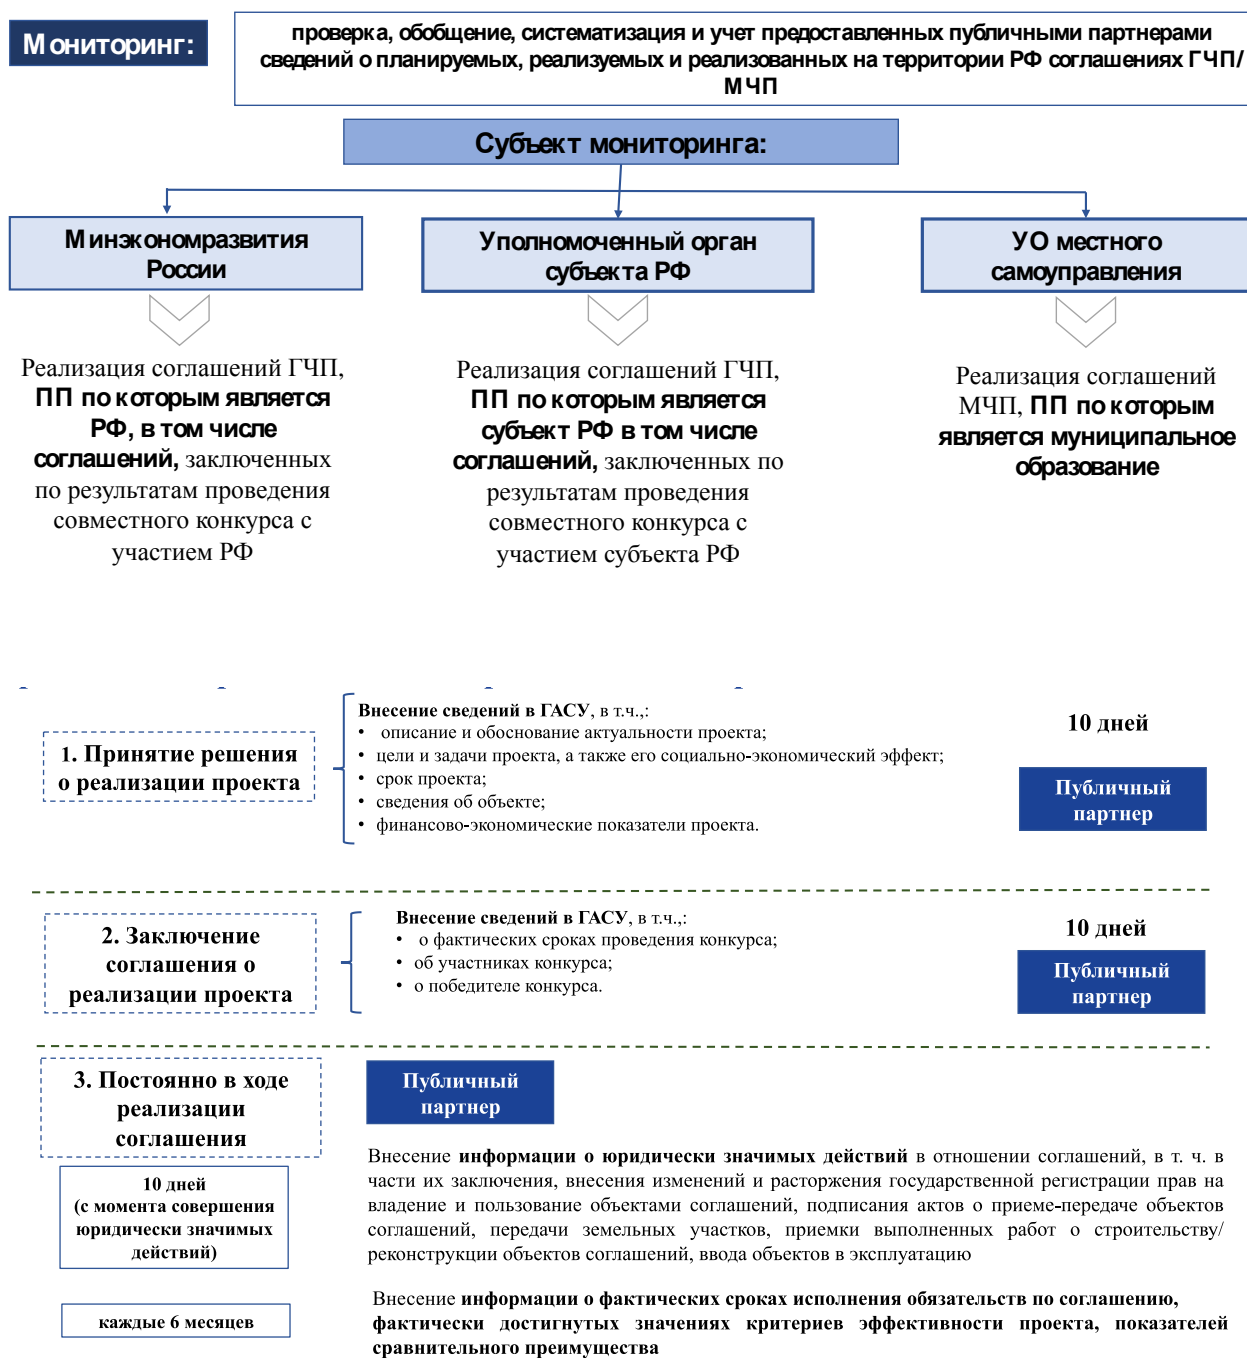 Мониторинг:
проверка, обобщение, систематизация и учет предоставленных публичными партнерами
сведений о планируемых, реализуемых и реализованных на территории РФ соглашениях ГЧП/
МЧП
Субъект мониторинга:
Минэкономразвития
России
Уполномоченный орган
субъекта РФ
УО местного
самоуправления
Реализация соглашений ГЧП,
ПП по которым является
РФ, в том числе
соглашений, заключенных
по результатам проведения
совместного конкурса с
участием РФ
Реализация соглашений ГЧП,
ПП по которым является
субъект РФ в том числе
соглашений, заключенных по
результатам проведения
совместного конкурса с
участием субъекта РФ
Реализация соглашений
МЧП, ПП по которым
является муниципальное
образование
1. Принятие решения
о реализации проекта
Внесение сведений в ГАСУ, в т.ч.,:
• описание и обоснование актуальности проекта;
• цели и задачи проекта, а также его социально-экономический эффект;
• срок проекта;
• сведения об объекте;
• финансово-экономические показатели проекта.
10 дней
Публичный
партнер
2. Заключение
соглашения о
реализации проекта
Внесение сведений в ГАСУ, в т.ч.,:
• о фактических сроках проведения конкурса;
• об участниках конкурса;
• о победителе конкурса.
10 дней
Публичный
партнер
3. Постоянно в ходе
реализации
соглашения
Публичный
партнер
10 дней
(с момента совершения
юридически значимых
действий)
Внесение информации о юридически значимых действий в отношении соглашений, в т. ч. в
части их заключения, внесения изменений и расторжения государственной регистрации прав на
владение и пользование объектами соглашений, подписания актов о приеме-передаче объектов
соглашений, передачи земельных участков, приемки выполненных работ о строительству/
реконструкции объектов соглашений, ввода объектов в эксплуатацию
каждые 6 месяцев
Внесение информации о фактических сроках исполнения обязательств по соглашению,
фактически достигнутых значениях критериев эффективности проекта, показателей
сравнительного преимущества